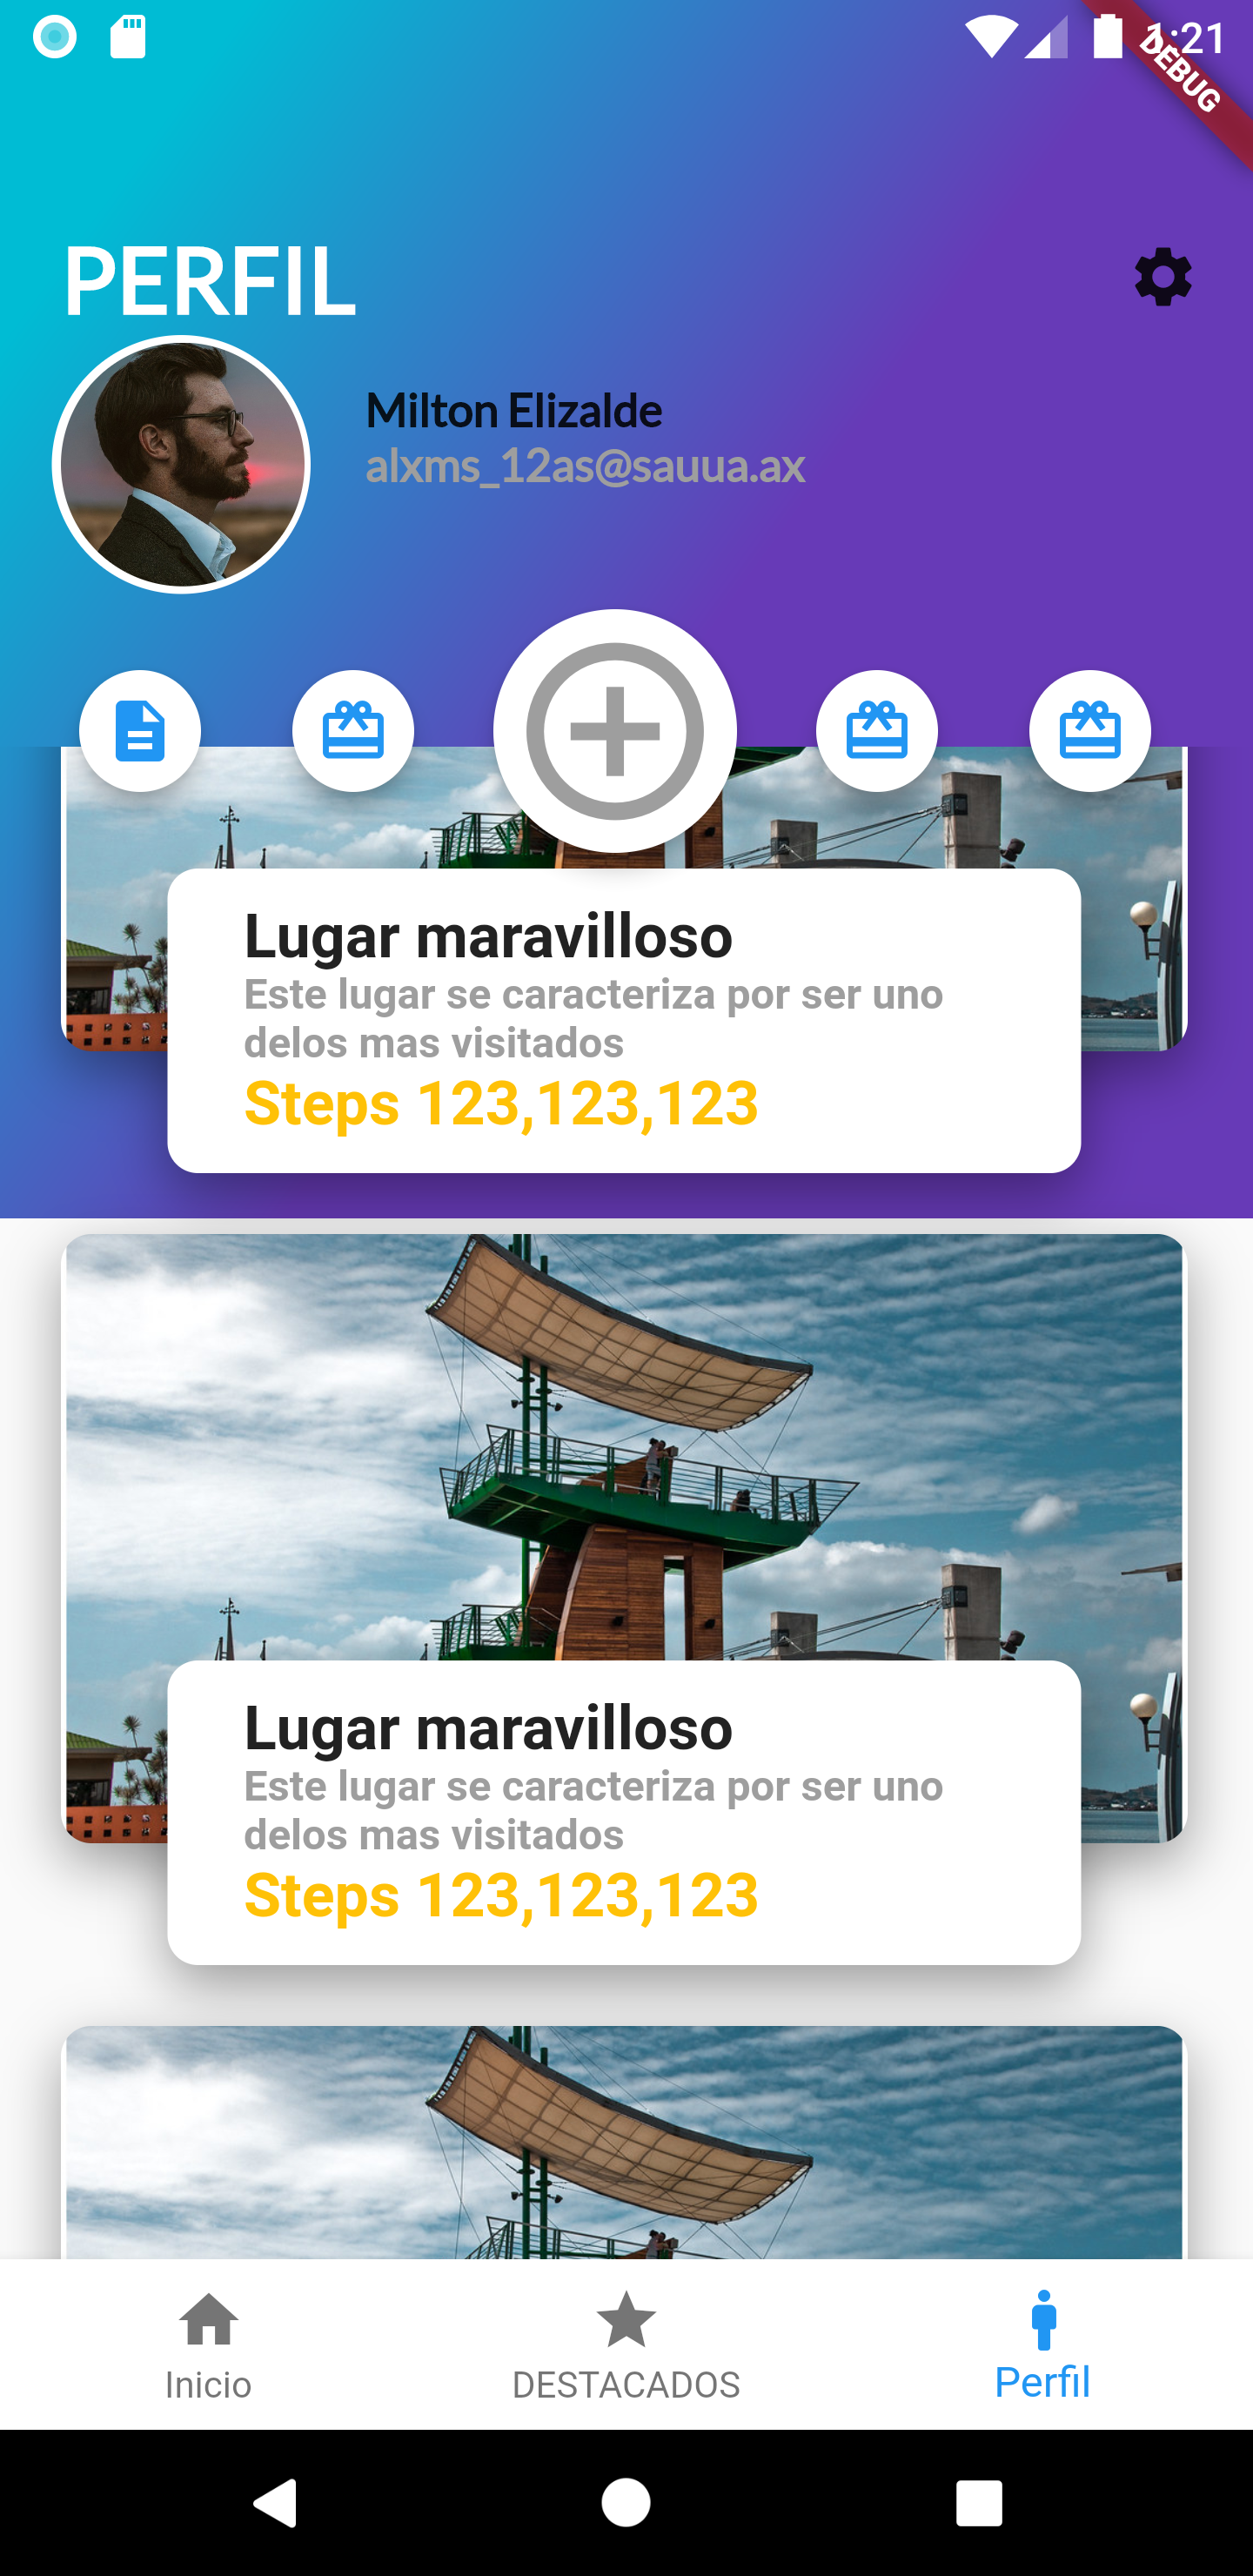 1:21
DEBUG
PERFIL
Milton Elizalde
alxms_12as@sauua.ax
Lugar maravilloso
Este lugar se caracteriza por ser uno
delos mas visitados
Steps 123,123,123
Lugar maravilloso
Este lugar se caracteriza por ser uno
delos mas visitados
Steps 123,123,123
Inicio
DESTACADOS
Perfil